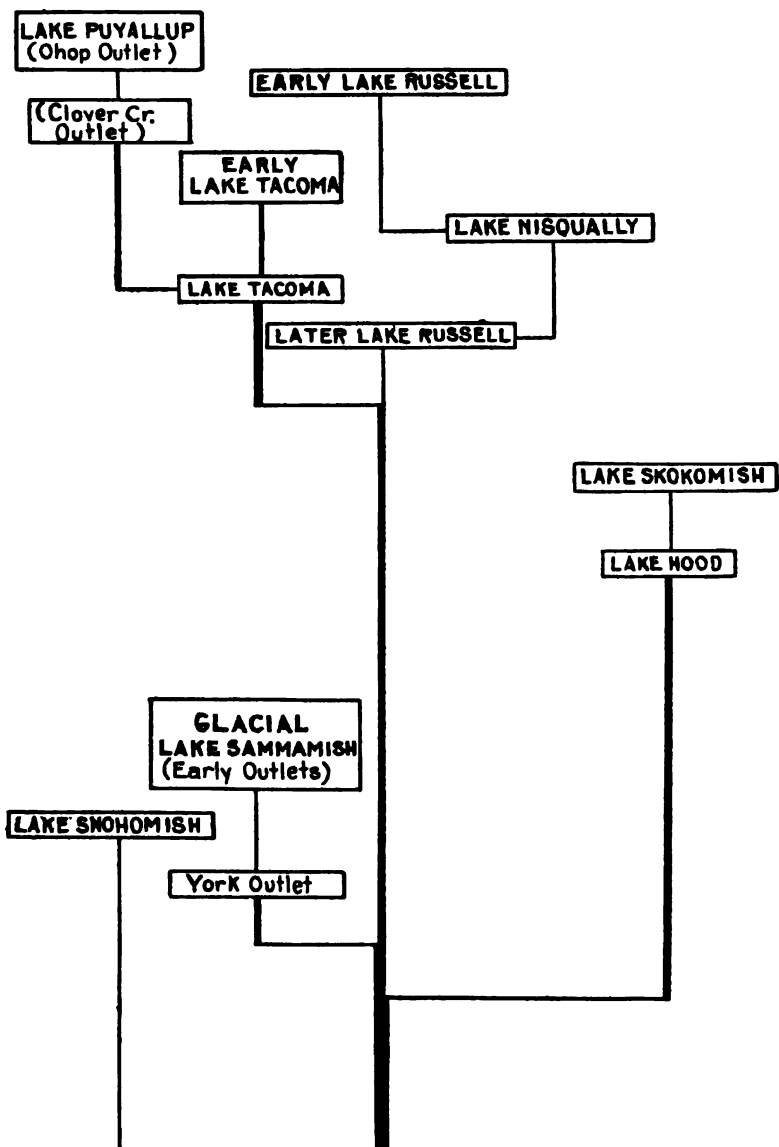 LAKE PUYALLUP
(Ohop Outlet)
EARLY LAKE RUSSELL
(Clover Cr.
Outlet)
EARLY
LAKE TACOMA
LAKE NISQUALLY
LAKE TACOMA
LATER LAKE RUSSELL
LAKE SKOKOMISH
LAKE HOOD
GLACIAL
LAKE SAMMAMISH
(Early Outlets)
LAKE SNOHOMISH
York Outlet